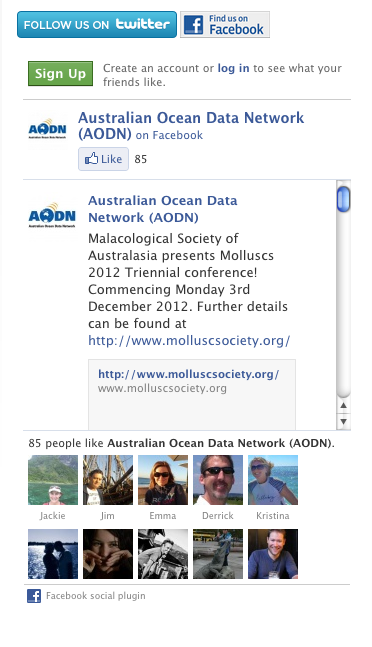 FOLLOW US ON twitter
Find us on
Facebook
Sign Up
Create an account or log in to see what your
friends like.
AODN
Australian Ocean Data Network
Australian Ocean Data Network
(AODN) on Facebook
Like 85
AODN
Australian Ocean Data Network
Australian Ocean Data
Network (AODN)
Malacological Society of
Australasia presents Molluscs
2012 Triennial conference!
Commencing Monday 3rd
December 2012. Further details
can be found at
http://www.molluscsociety.org/
http://www.molluscsociety.org/
www.molluscsociety.org
85 people like Australian Ocean Data Network (AODN).
Jackie Jim Emma Derrick Kristina
Facebook social plugin